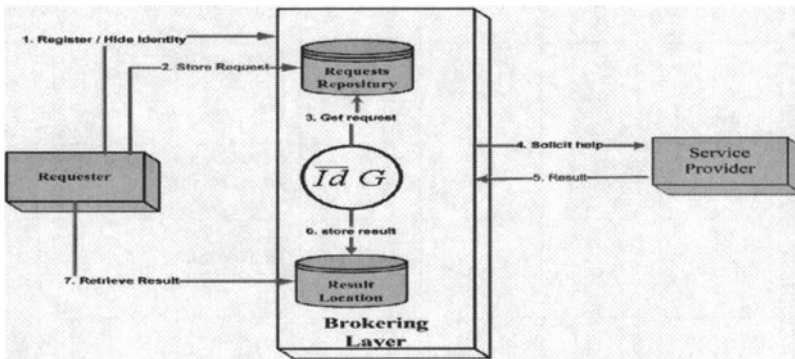 1. Register / Hide Identity
2. Store Request
Requests
Repository
3. Get request
4. Solicit help
Service
Provider
Requester
Id G
5. Result
6. store result
7. Retrieve Result
Result
Location
Brokering
Layer